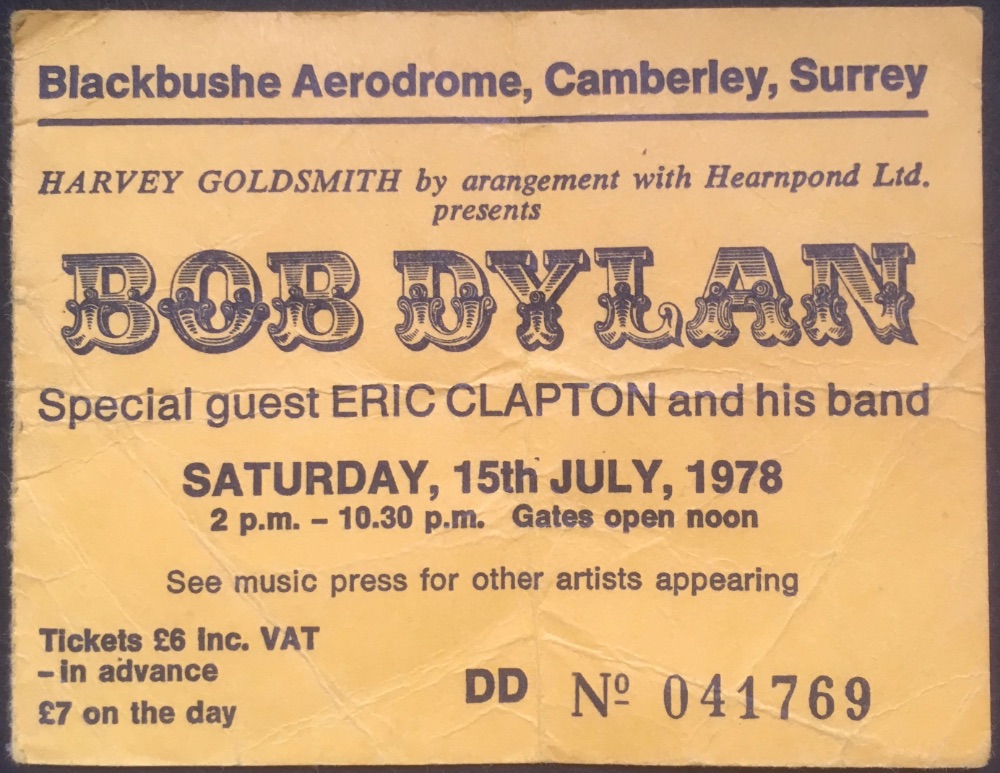 Blackbushe Aerodrome, Camberley, Surrey
HARVEY GOLDSMITH by arangement with Hearnpond Ltd.
presents
BOB DYLAN
Special guest ERIC CLAPTON and his band
SATURDAY, 15th JULY, 1978
2 p.m. – 10.30 p.m. Gates open noon
See music press for other artists appearing
Tickets £6 inc. VAT
– in advance
£7 on the day
DD Nº 041769